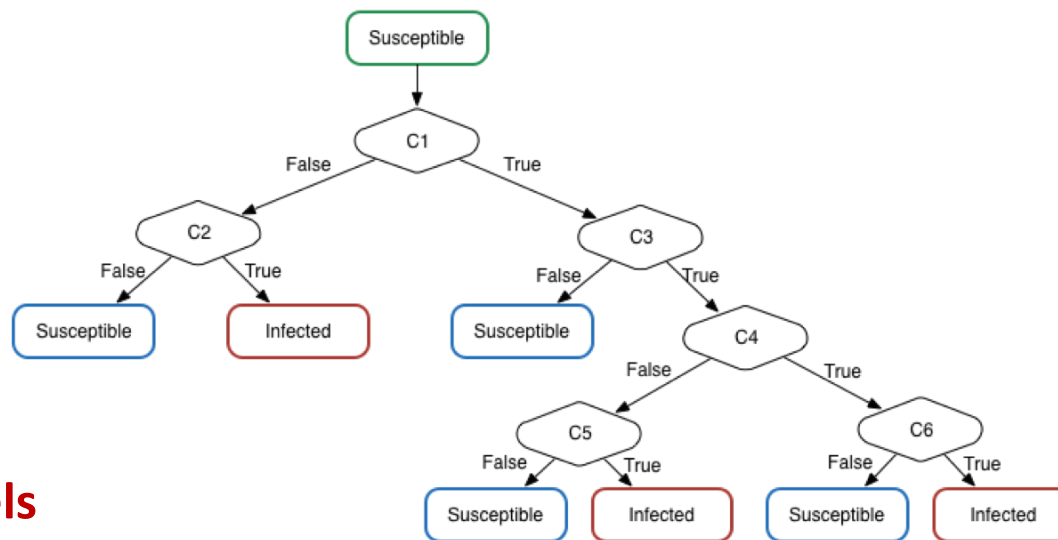 Susceptible
C1
False
True
C2
C3
False
True
False
True
Susceptible
Infected
Susceptible
C4
False
True
C5
C6
False
True
False
True
Susceptible
Infected
Susceptible
Infected